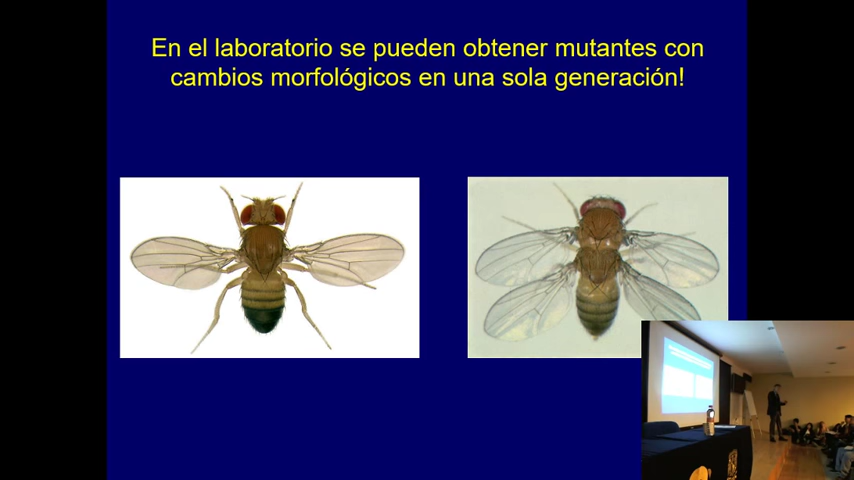 En el laboratorio se pueden obtener mutantes con
cambios morfológicos en una sola generación!